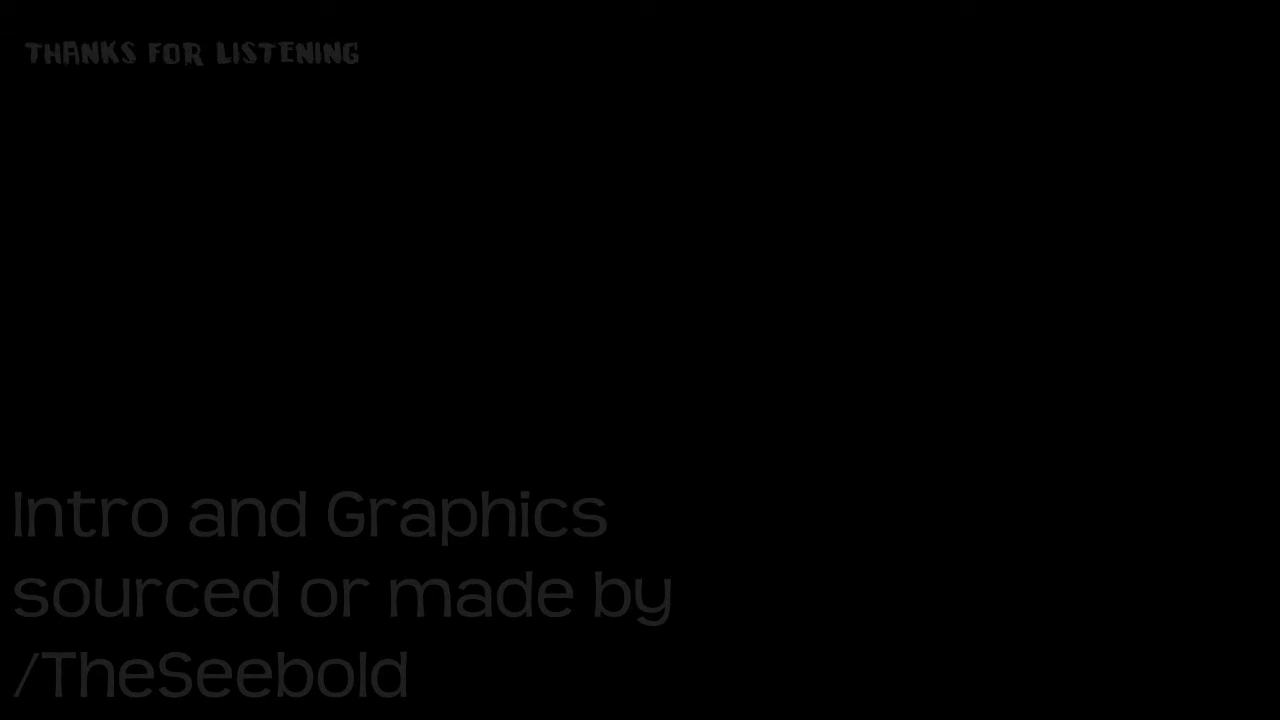 THANKS FOR LISTENING
Intro and Graphics
sourced or made by
/TheSeebold